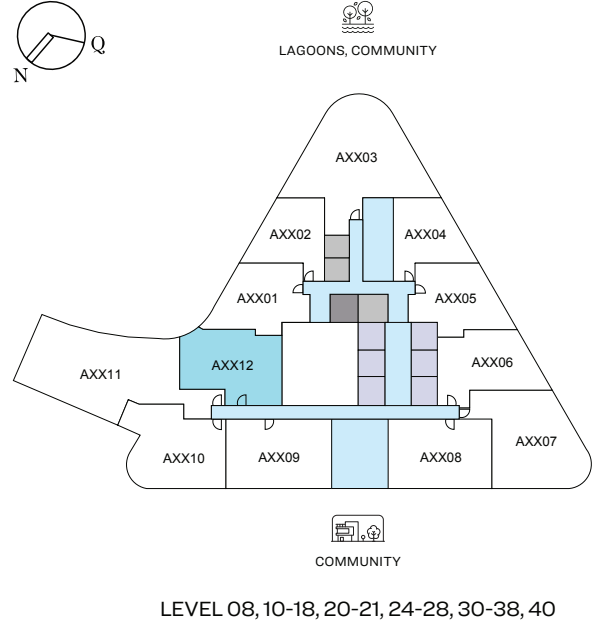 Q
N
LAGOONS, COMMUNITY
AXX03
AXX02
AXX04
AXX01
AXX05
AXX12
AXX06
AXX11
AXX07
AXX10
AXX09
AXX08
COMMUNITY
LEVEL 08, 10-18, 20-21, 24-28, 30-38, 40